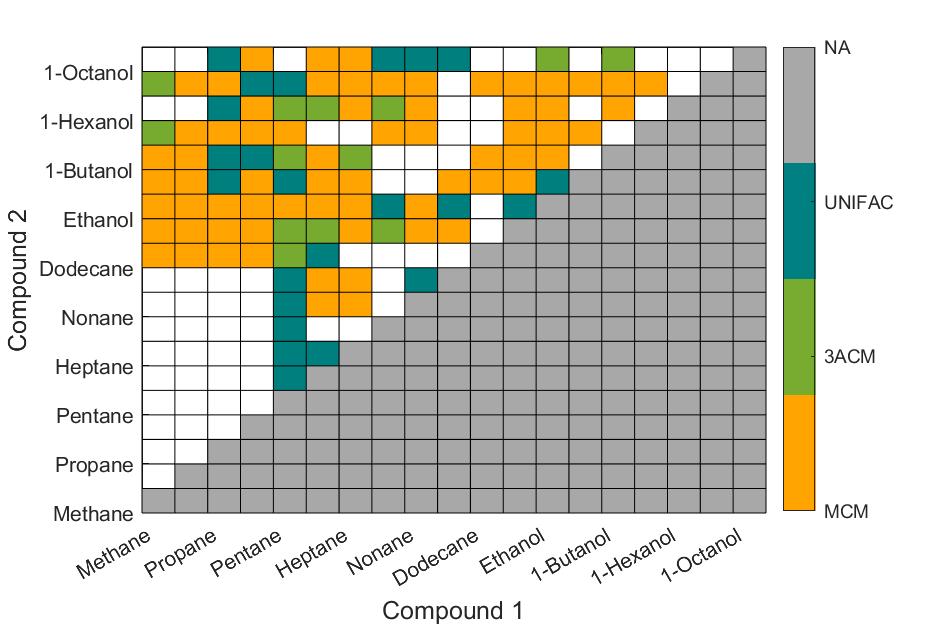 NA
1-Octanol
1-Hexanol
1-Butanol
UNIFAC
Ethanol
Dodecane
Nonane
3ACM
Heptane
Pentane
Propane
Methane
MCM
Compound 2
Methane
Propane
Pentane
Heptane
Nonane
Dodecane
Ethanol
1-Butanol
1-Hexanol
1-Octanol
Compound 1